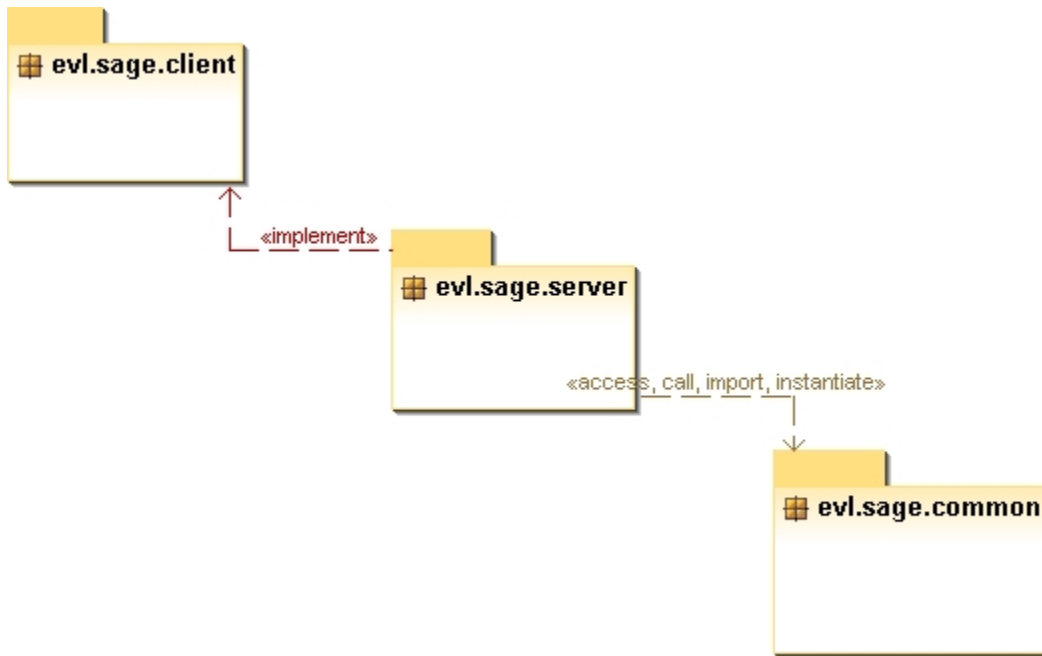 evl.sage.client
«implement»
evl.sage.server
«access, call, import, instantiate»
evl.sage.common